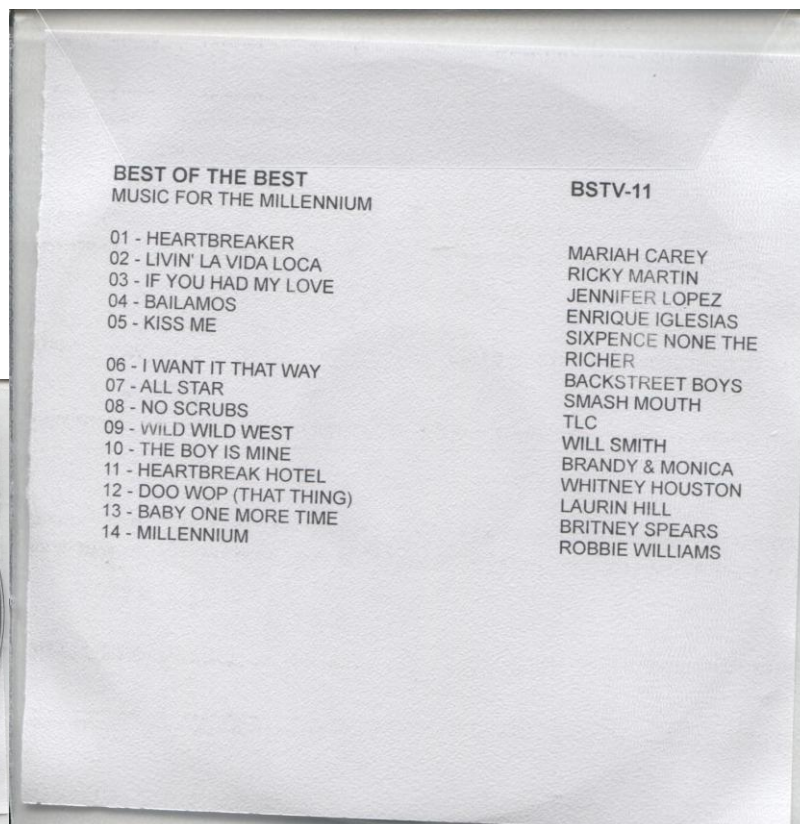 BEST OF THE BEST
MUSIC FOR THE MILLENNIUM
01 - HEARTBREAKER
02 - LIVIN' LA VIDA LOCA
03 - IF YOU HAD MY LOVE
04 - BAILAMOS
05 - KISS ME
06 - I WANT IT THAT WAY
07 - ALL STAR
08 - NO SCRUBS
09 - WILD WILD WEST
10 - THE BOY IS MINE
11 - HEARTBREAK HOTEL
12 - DOO WOP (THAT THING)
13 - BABY ONE MORE TIME
14 - MILLENNIUM
BSTV-11
MARIAH CAREY
RICKY MARTIN
JENNIFER LOPEZ
ENRIQUE IGLESIAS
SIXPENCE NONE THE
RICHER
BACKSTREET BOYS
SMASH MOUTH
TLC
WILL SMITH
BRANDY & MONICA
WHITNEY HOUSTON
LAURIN HILL
BRITNEY SPEARS
ROBBIE WILLIAMS